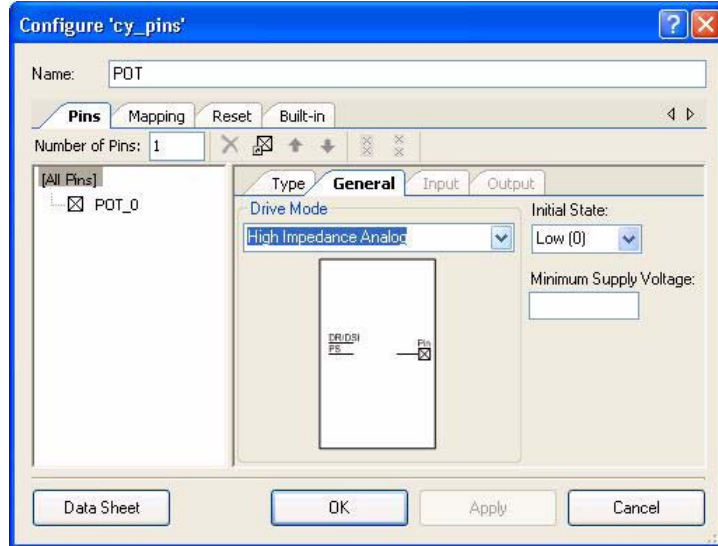 Configure 'cy_pins'
Name: POT
Pins Mapping Reset Built-in
Number of Pins: 1
[All Pins]
POT_0
Type General Input Output
Drive Mode
High Impedance Analog
Initial State:
Low (0)
Minimum Supply Voltage:
DR/DSI
PS
Pin
Data Sheet OK Apply Cancel